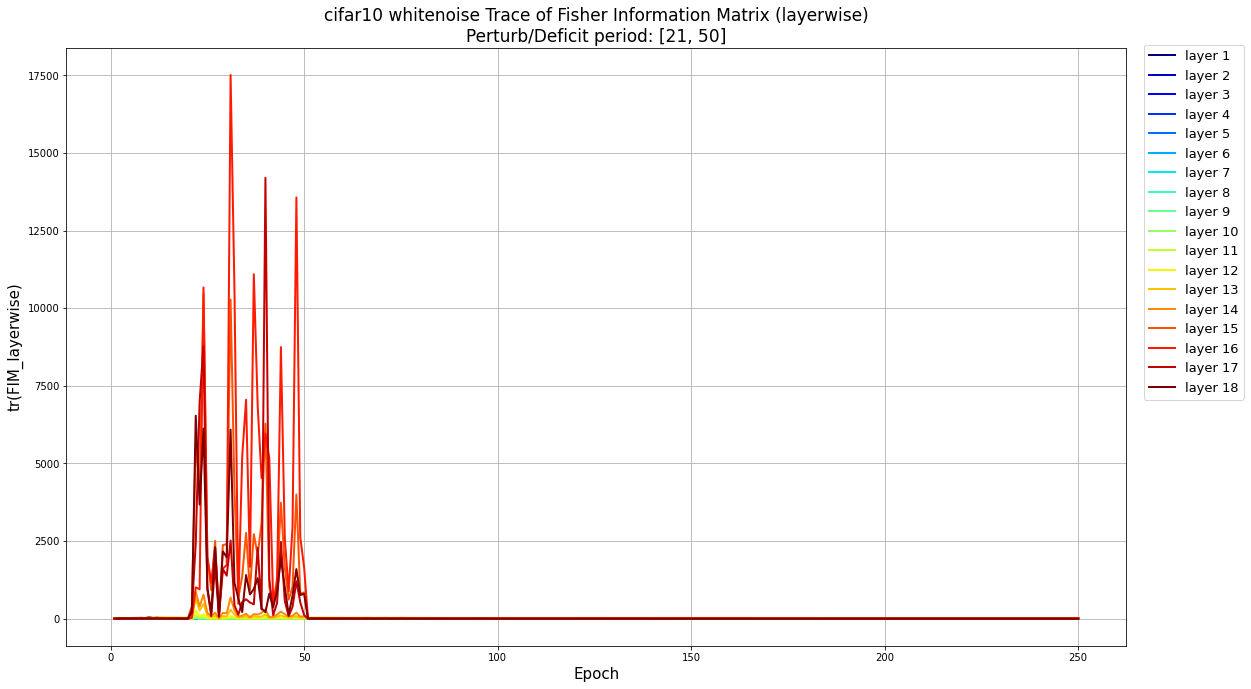 cifar10 whitenoise Trace of Fisher Information Matrix (layerwise)
Perturb/Deficit period: [21, 50]
tr(FIM_layerwise)
17500
15000
12500
10000
7500
5000
2500
0
0 50 100 150 200 250
Epoch
layer 1
layer 2
layer 3
layer 4
layer 5
layer 6
layer 7
layer 8
layer 9
layer 10
layer 11
layer 12
layer 13
layer 14
layer 15
layer 16
layer 17
layer 18